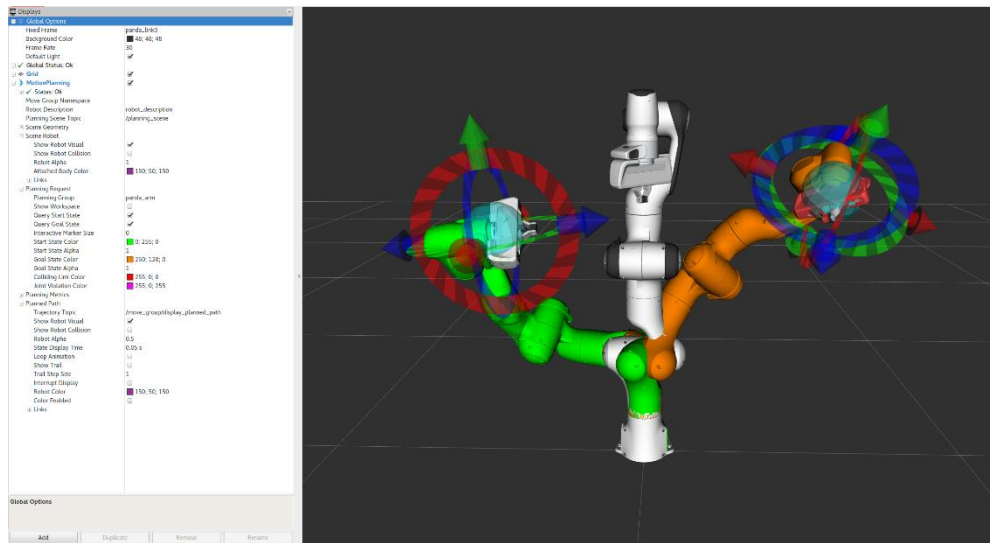 Displays
Global Options
Fixed Frame panda_link0
Background Color 48; 48; 48
Frame Rate 30
Default Light
Global Status: Ok
Grid
MotionPlanning
Status: Ok
Move Group Namespace
Robot Description robot_description
Planning Scene Topic /planning_scene
Scene Geometry
Scene Robot
Show Robot Visual
Show Robot Collision
Robot Alpha 1
Attached Body Color 150; 50; 150
Links
Planning Request
Planning Group panda_arm
Show Workspace
Query Start State
Query Goal State
Interactive Marker Size 0
Start State Color 0; 255; 0
Start State Alpha 1
Goal State Color 250; 128; 0
Goal State Alpha 1
Colliding Link Color 255; 0; 0
Joint Violation Color 255; 0; 255
Planning Metrics
Planned Path
Trajectory Topic /move_group/display_planned_path
Show Robot Visual
Show Robot Collision
Robot Alpha 0.5
State Display Time 0.05 s
Loop Animation
Show Trail
Trail Step Size 1
Interrupt Display
Robot Color 150; 50; 150
Color Enabled
Links
Global Options
Add Duplicate Remove Rename